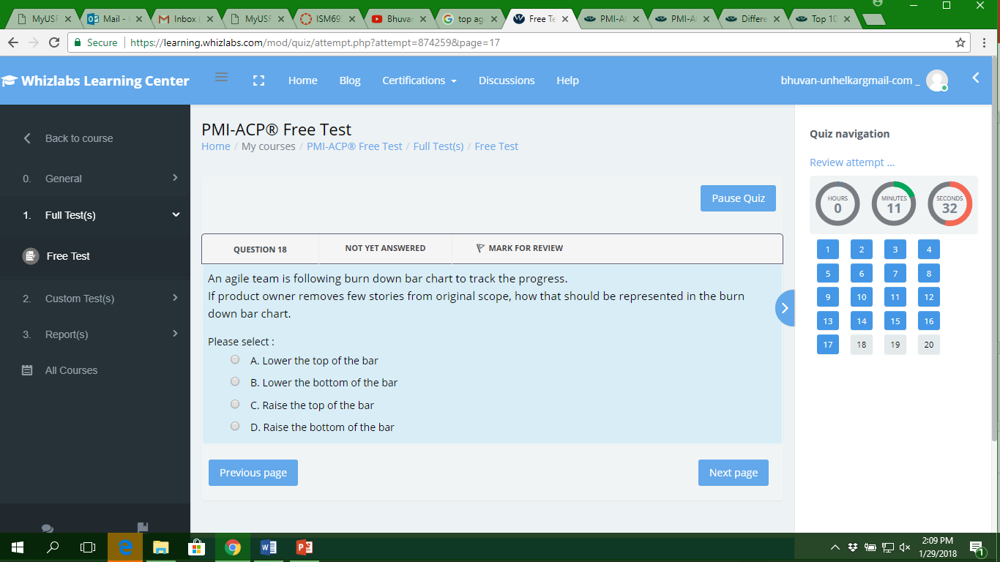 MyUSF
Mail -
Inbox (
MyUSF
ISM69
Bhuvan
top ag
Free Te
PMI-A
PMI-A
Differe
Top 10
Secure
https://learning.whizlabs.com/mod/quiz/attempt.php?attempt=874259&page=17
Whizlabs Learning Center
Home
Blog
Certifications
Discussions
Help
bhuvan-unhelkargmail-com _
Back to course
0. General
1. Full Test(s)
Free Test
2. Custom Test(s)
3. Report(s)
All Courses
PMI-ACP® Free Test
Home / My courses / PMI-ACP® Free Test / Full Test(s) / Free Test
Pause Quiz
QUESTION 18
NOT YET ANSWERED
MARK FOR REVIEW
An agile team is following burn down bar chart to track the progress.
If product owner removes few stories from original scope, how that should be represented in the burn
down bar chart.
Please select :
A. Lower the top of the bar
B. Lower the bottom of the bar
C. Raise the top of the bar
D. Raise the bottom of the bar
Previous page
Next page
Quiz navigation
Review attempt ...
HOURS
0
MINUTES
11
SECONDS
32
1 2 3 4
5 6 7 8
9 10 11 12
13 14 15 16
17 18 19 20
2:09 PM
1/29/2018
1